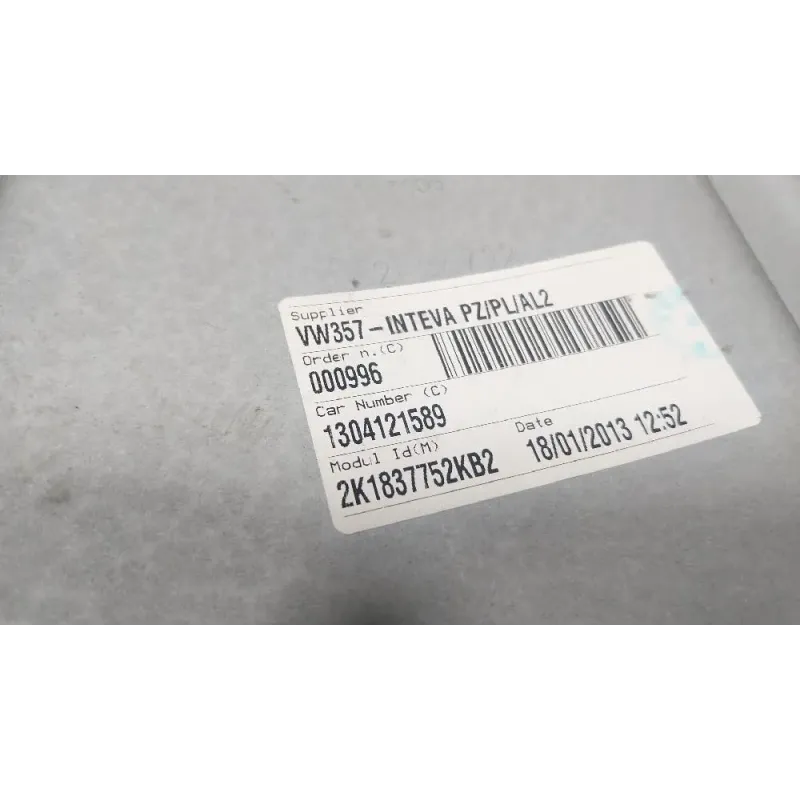 Supplier
VW357-INTEVA PZ/PL/AL2
Order n.(C)
000996
Car Number (C)
1304121589
Modul Id(M)
2K1837752KB2
Date
18/01/2013 12:52